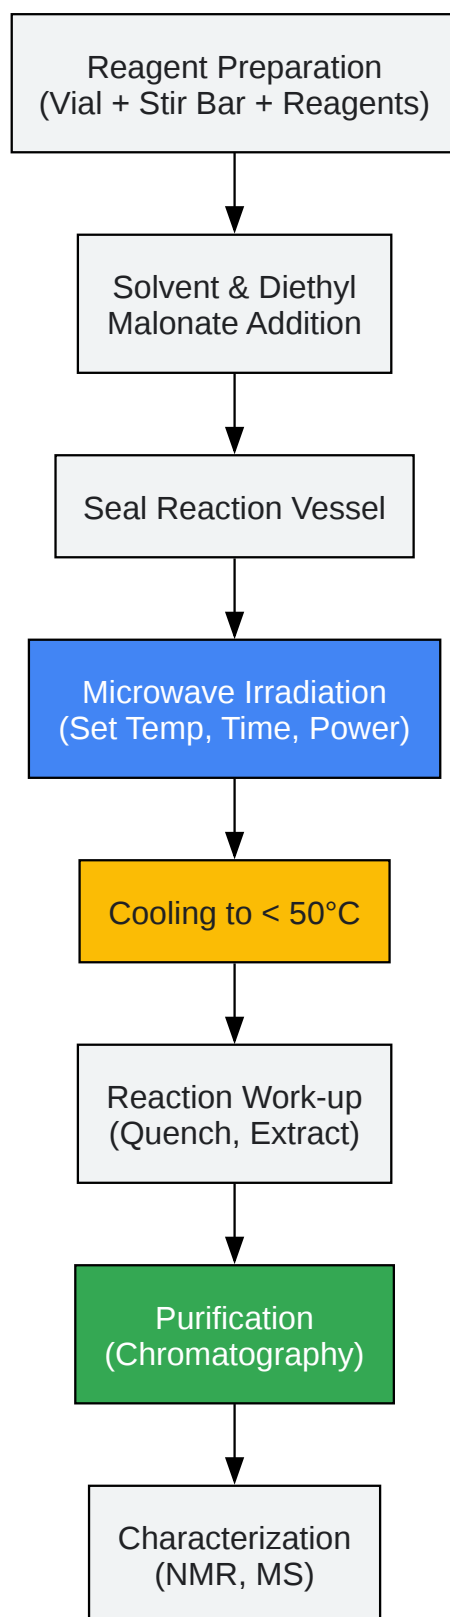 Reagent Preparation
(Vial + Stir Bar + Reagents)
Solvent & Diethyl
Malonate Addition
Seal Reaction Vessel
Microwave Irradiation
(Set Temp, Time, Power)
Cooling to < 50°C
Reaction Work-up
(Quench, Extract)
Purification
(Chromatography)
Characterization
(NMR, MS)